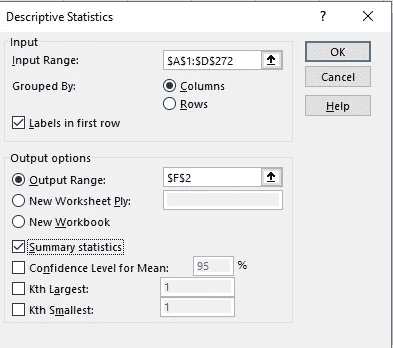 Descriptive Statistics ? ✕
Input
Input Range: $A$1:$D$272
OK
Grouped By: Columns
Cancel
Rows
Help
Labels in first row
Output options
Output Range: $F$2
New Worksheet Ply:
New Workbook
Summary statistics
Confidence Level for Mean: 95 %
Kth Largest: 1
Kth Smallest: 1